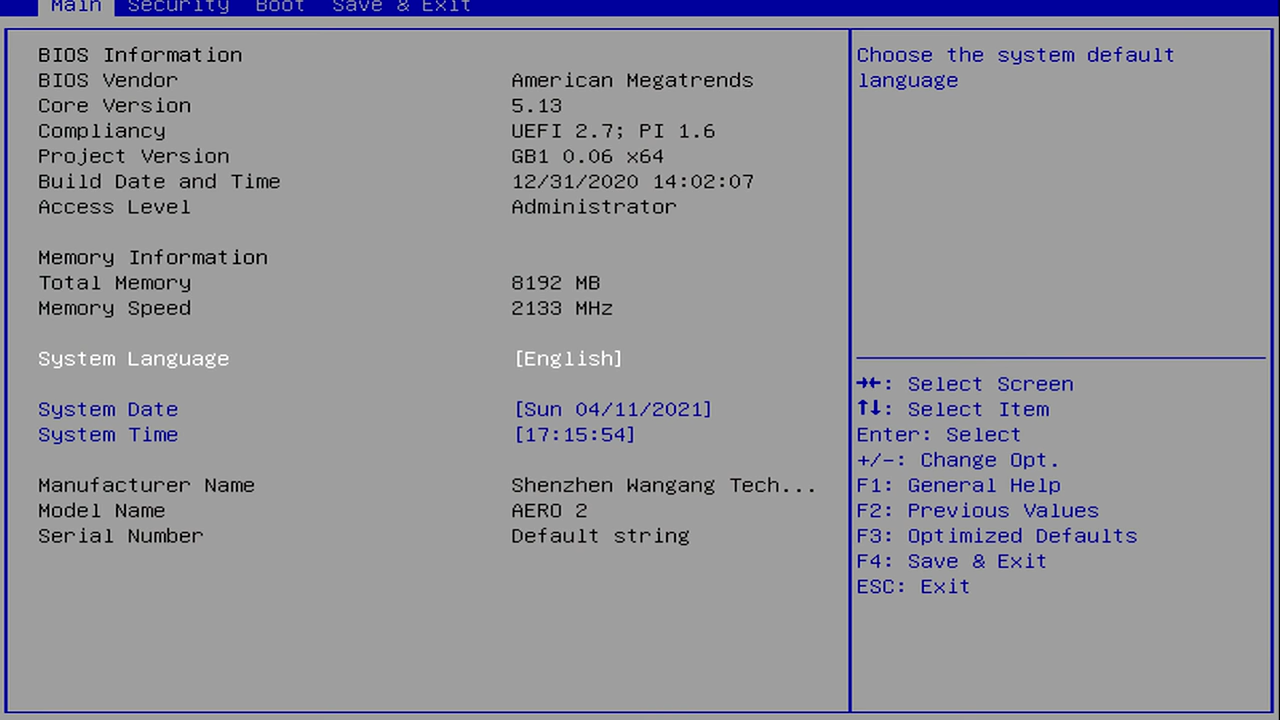 Main Security Boot Save & Exit
BIOS Information
BIOS Vendor American Megatrends
Core Version 5.13
Compliancy UEFI 2.7; PI 1.6
Project Version GB1 0.06 x64
Build Date and Time 12/31/2020 14:02:07
Access Level Administrator
Memory Information
Total Memory 8192 MB
Memory Speed 2133 MHz
System Language [English]
System Date [Sun 04/11/2021]
System Time [17:15:54]
Manufacturer Name Shenzhen Wangang Tech...
Model Name AERO 2
Serial Number Default string
Choose the system default
language
→←: Select Screen
↑↓: Select Item
Enter: Select
+/-: Change Opt.
F1: General Help
F2: Previous Values
F3: Optimized Defaults
F4: Save & Exit
ESC: Exit